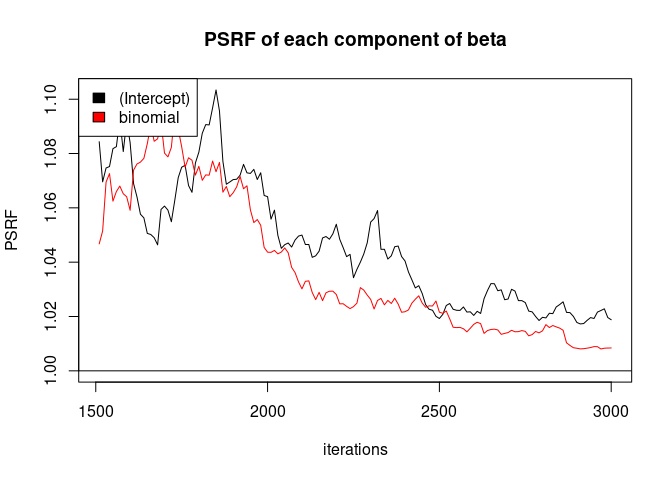 PSRF of each component of beta
(Intercept)
binomial
PSRF
1.10
1.08
1.06
1.04
1.02
1.00
1500 2000 2500 3000
iterations